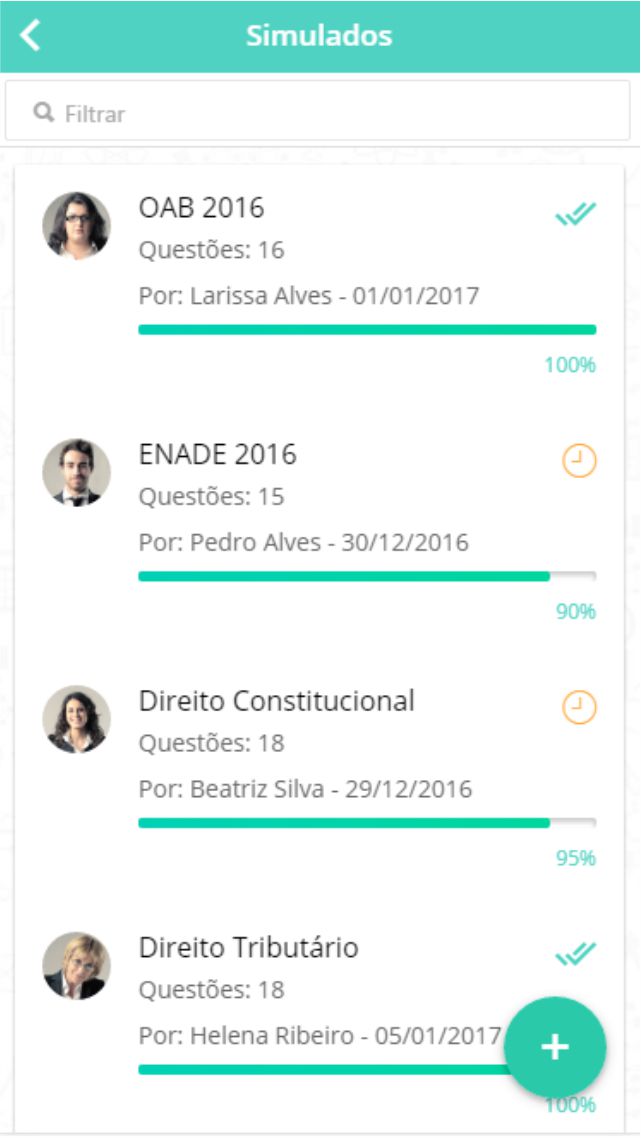 Simulados
Filtrar
OAB 2016
Questões: 16
Por: Larissa Alves - 01/01/2017
100%
ENADE 2016
Questões: 15
Por: Pedro Alves - 30/12/2016
90%
Direito Constitucional
Questões: 18
Por: Beatriz Silva - 29/12/2016
95%
Direito Tributário
Questões: 18
Por: Helena Ribeiro - 05/01/2017
+
100%